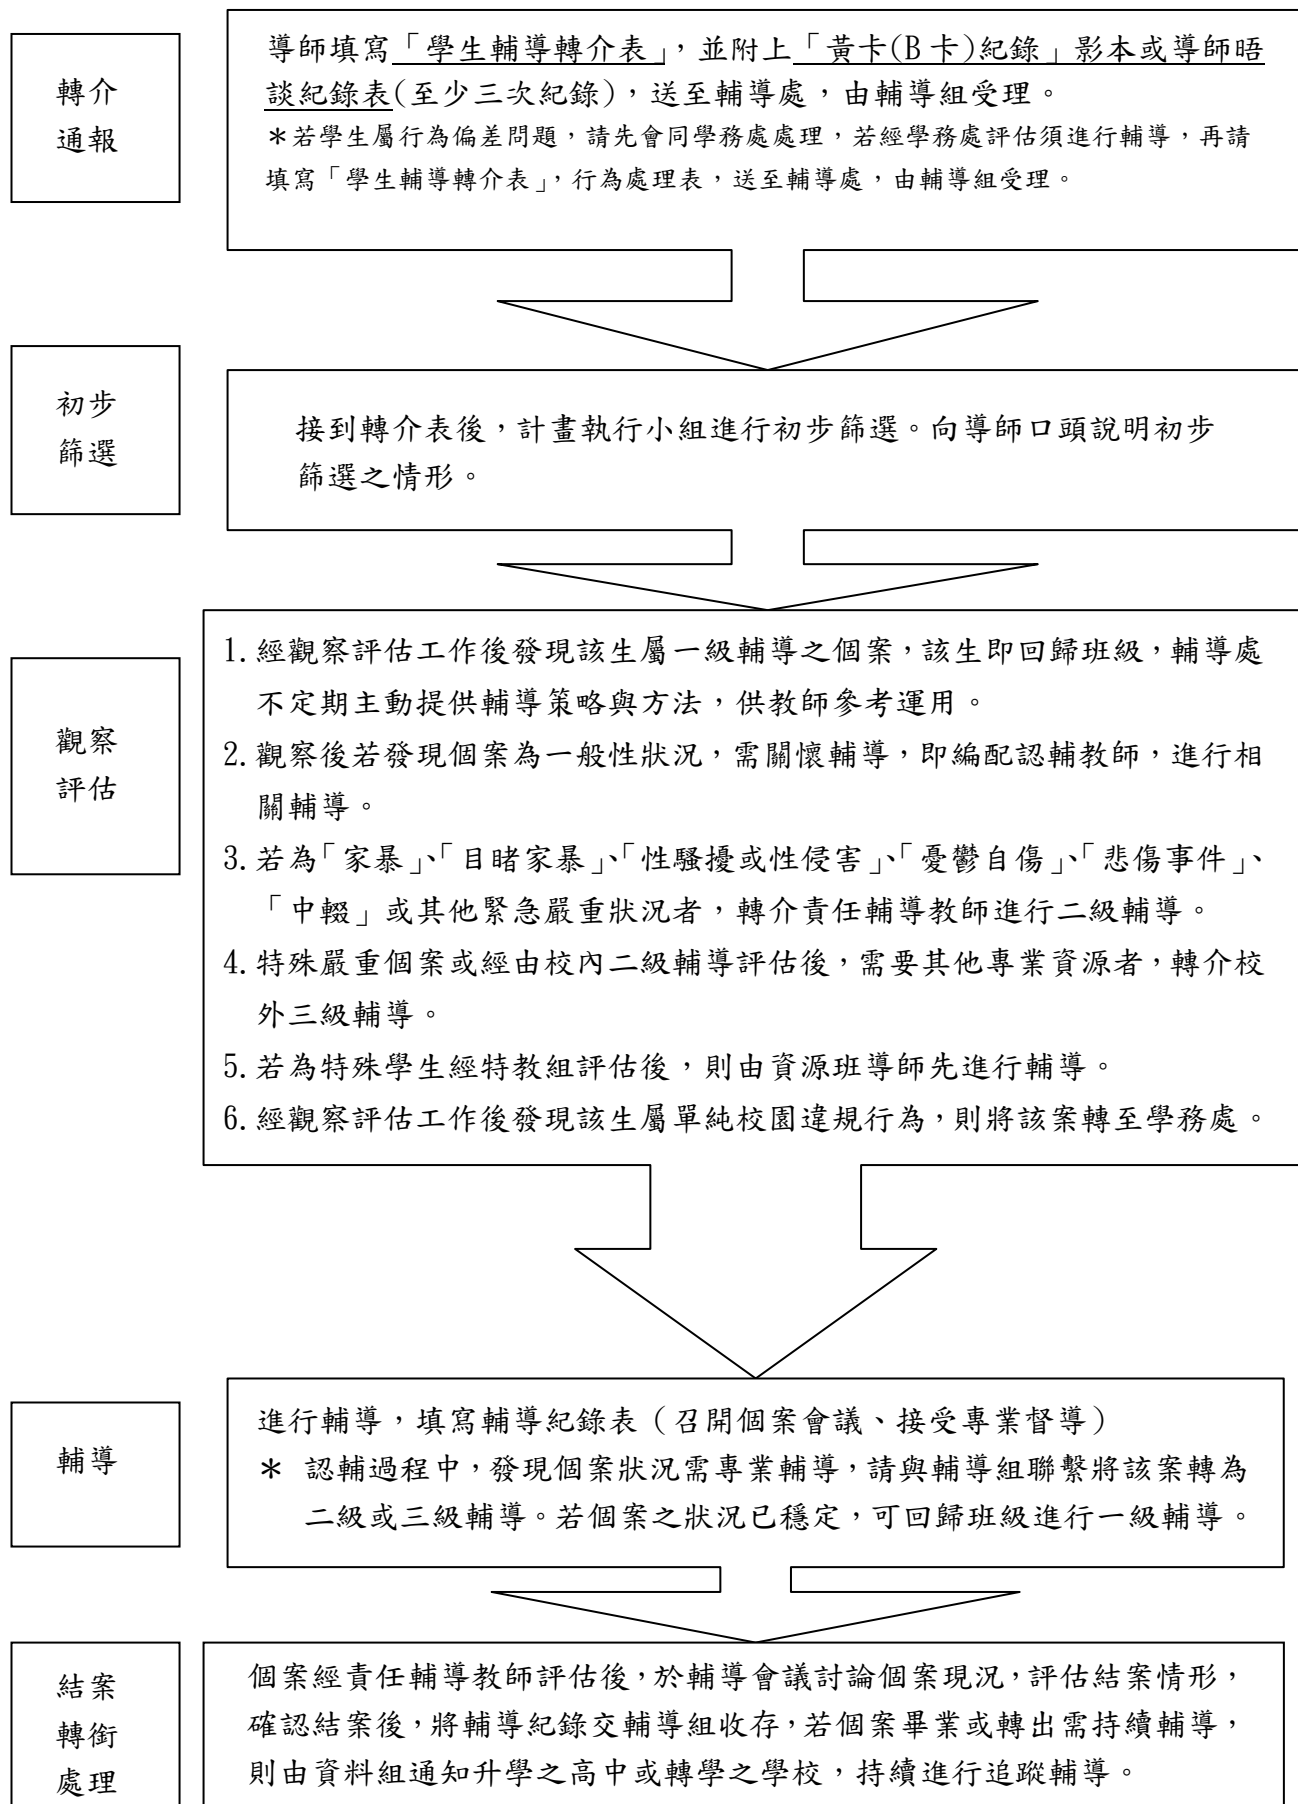 轉介
通報
導師填寫「學生輔導轉介表」，並附上「黃卡(B卡)紀錄」影本或導師晤
談紀錄表(至少三次紀錄)，送至輔導處，由輔導組受理。
＊若學生屬行為偏差問題，請先會同學務處處理，若經學務處評估須進行輔導，再請
填寫「學生輔導轉介表」，行為處理表，送至輔導處，由輔導組受理。
初步
篩選
接到轉介表後，計畫執行小組進行初步篩選。向導師口頭說明初步
篩選之情形。
觀察
評估
1.經觀察評估工作後發現該生屬一級輔導之個案，該生即回歸班級，輔導處
不定期主動提供輔導策略與方法，供教師參考運用。
2.觀察後若發現個案為一般性狀況，需關懷輔導，即編配認輔教師，進行相
關輔導。
3.若為「家暴」、「目睹家暴」、「性騷擾或性侵害」、「憂鬱自傷」、「悲傷事件」、
「中輟」或其他緊急嚴重狀況者，轉介責任輔導教師進行二級輔導。
4.特殊嚴重個案或經由校內二級輔導評估後，需要其他專業資源者，轉介校
外三級輔導。
5.若為特殊學生經特教組評估後，則由資源班導師先進行輔導。
6.經觀察評估工作後發現該生屬單純校園違規行為，則將該案轉至學務處。
輔導
進行輔導，填寫輔導紀錄表（召開個案會議、接受專業督導）
＊ 認輔過程中，發現個案狀況需專業輔導，請與輔導組聯繫將該案轉為
二級或三級輔導。若個案之狀況已穩定，可回歸班級進行一級輔導。
結案
轉銜
處理
個案經責任輔導教師評估後，於輔導會議討論個案現況，評估結案情形，
確認結案後，將輔導紀錄交輔導組收存，若個案畢業或轉出需持續輔導，
則由資料組通知升學之高中或轉學之學校，持續進行追蹤輔導。